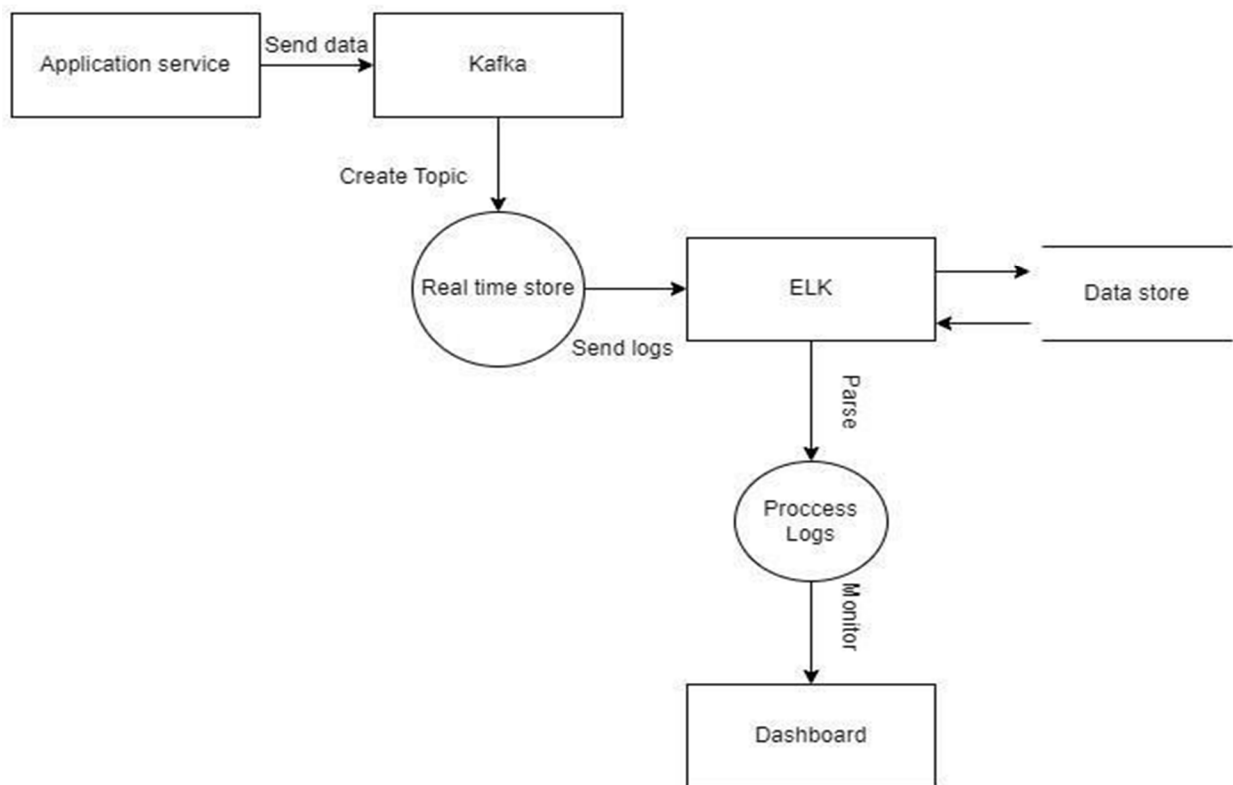 Application service
Send data
Kafka
Create Topic
Real time store
Send logs
ELK
Data store
Parse
Proccess
Logs
Monitor
Dashboard